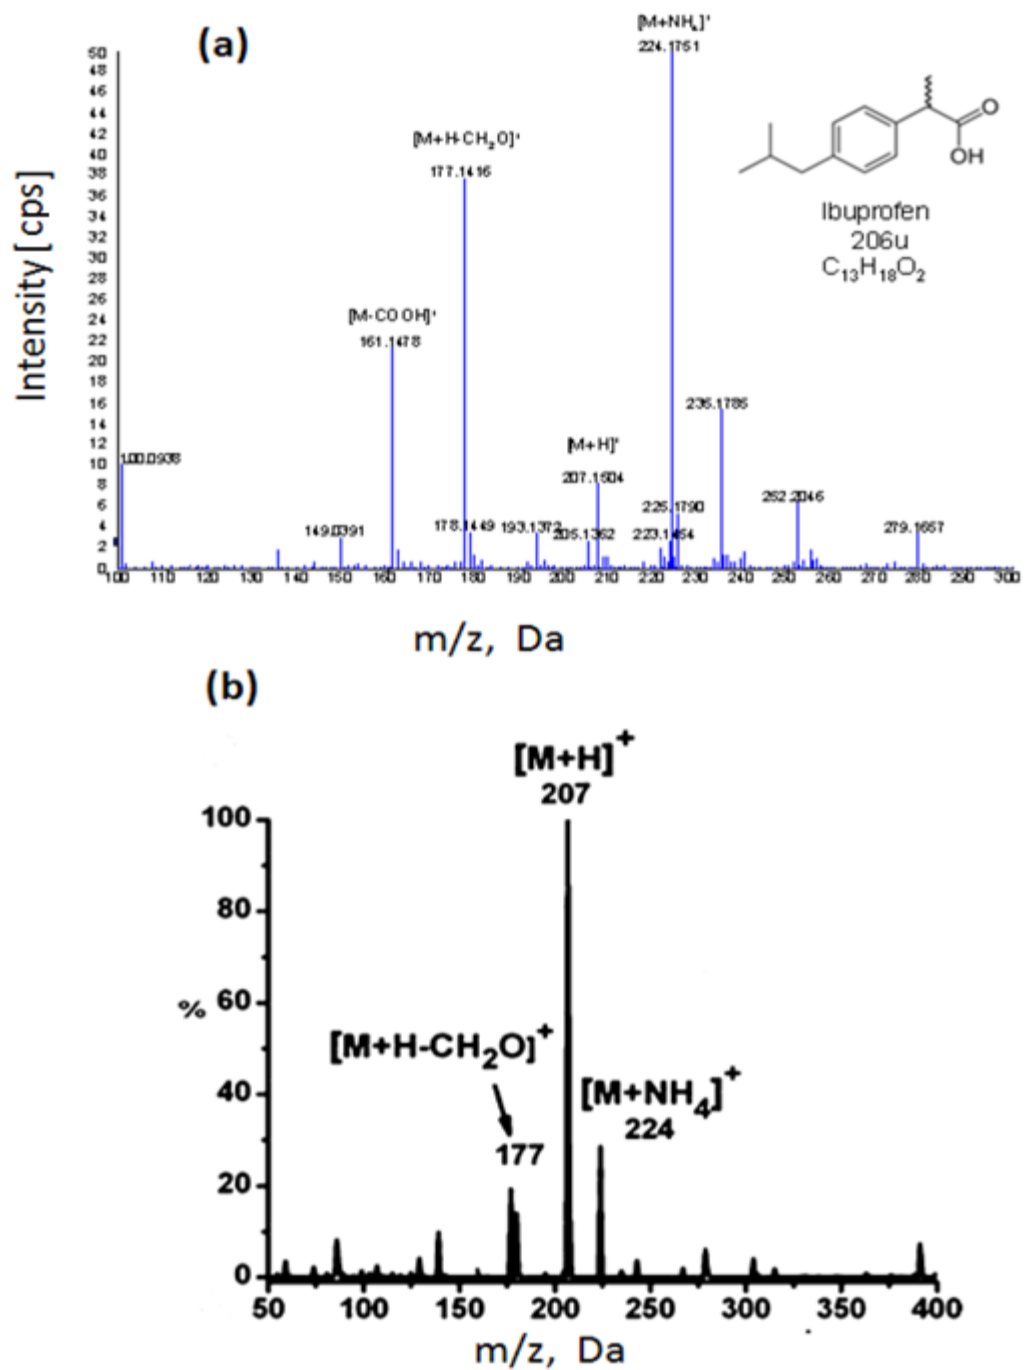 (a)
[M+NH₄]⁺
224.1751
[M+H-CH₂O]⁺
177.1416
[M-COOH]⁺
161.1478
Ibuprofen
206u
C₁₃H₁₈O₂
Intensity [cps]
50
48
46
44
42
40
38
36
34
32
30
28
26
24
22
20
18
16
14
12
10
8
6
4
2
0
236.1785
[M+H]⁺
207.1504
100.0938
252.2046
225.1790
149.0391
178.1449
193.1372
205.1362
279.1657
100 110 120 130 140 150 160 170 180 190 200 210 220 230 240 250 260 270 280 290 300
m/z, Da
O
OH
(b)
[M+H]⁺
207
100
80
%
60
[M+H-CH₂O]⁺
40
[M+NH₄]⁺
224
177
20
0
50 100 150 200 250 300 350 400
m/z, Da